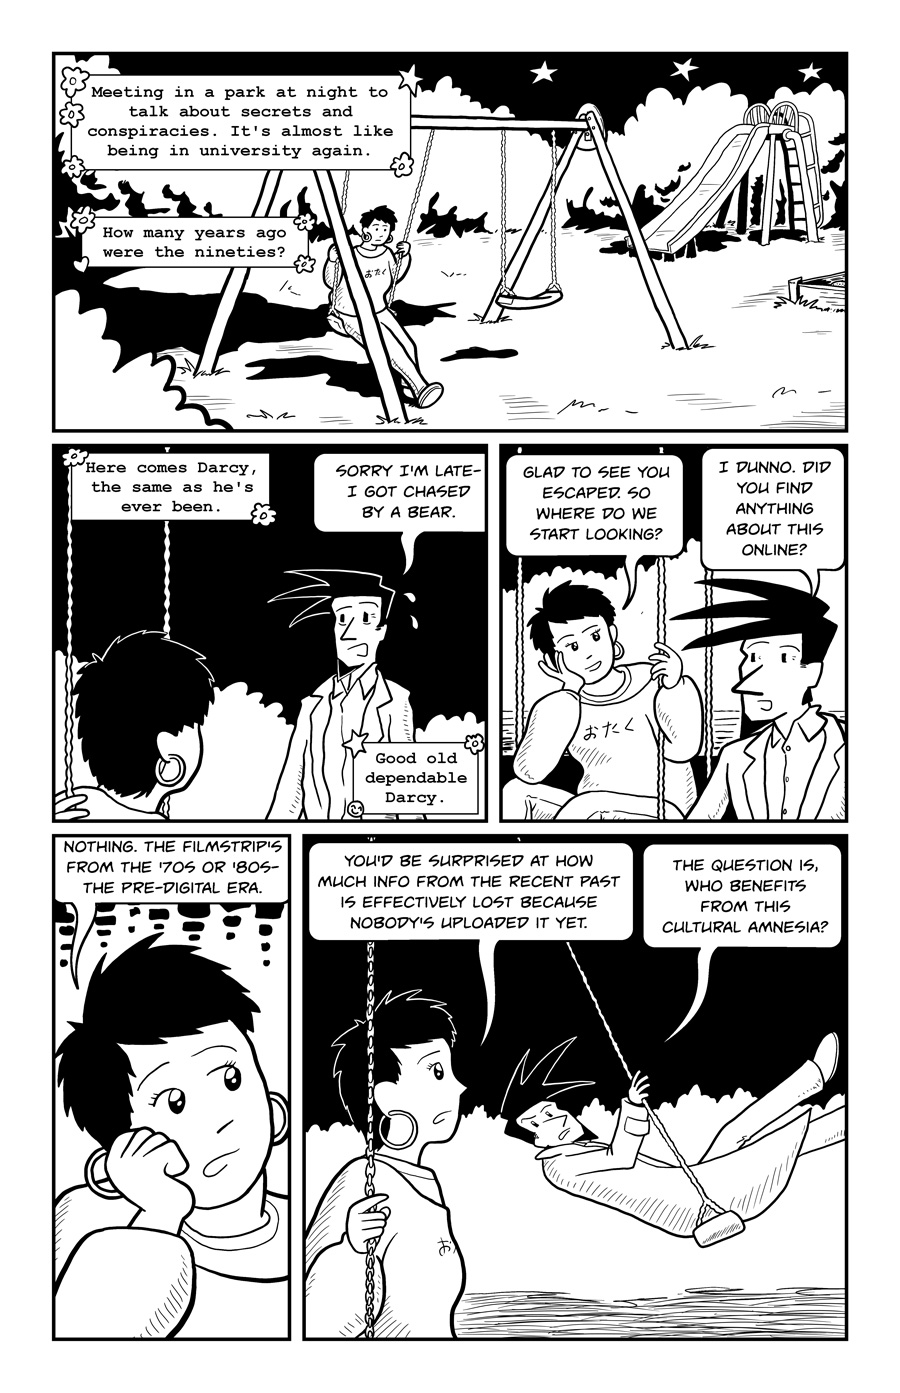 Meeting in a park at night to
talk about secrets and
conspiracies. It's almost like
being in university again.
How many years ago
were the nineties?
おたく
Here comes Darcy,
the same as he's
ever been.
SORRY I'M LATE-
I GOT CHASED
BY A BEAR.
Good old
dependable
Darcy.
GLAD TO SEE YOU
ESCAPED. SO
WHERE DO WE
START LOOKING?
I DUNNO. DID
YOU FIND
ANYTHING
ABOUT THIS
ONLINE?
おたく
NOTHING. THE FILMSTRIP'S
FROM THE '70S OR '80S-
THE PRE-DIGITAL ERA.
YOU'D BE SURPRISED AT HOW
MUCH INFO FROM THE RECENT PAST
IS EFFECTIVELY LOST BECAUSE
NOBODY'S UPLOADED IT YET.
THE QUESTION IS,
WHO BENEFITS
FROM THIS
CULTURAL AMNESIA?
お